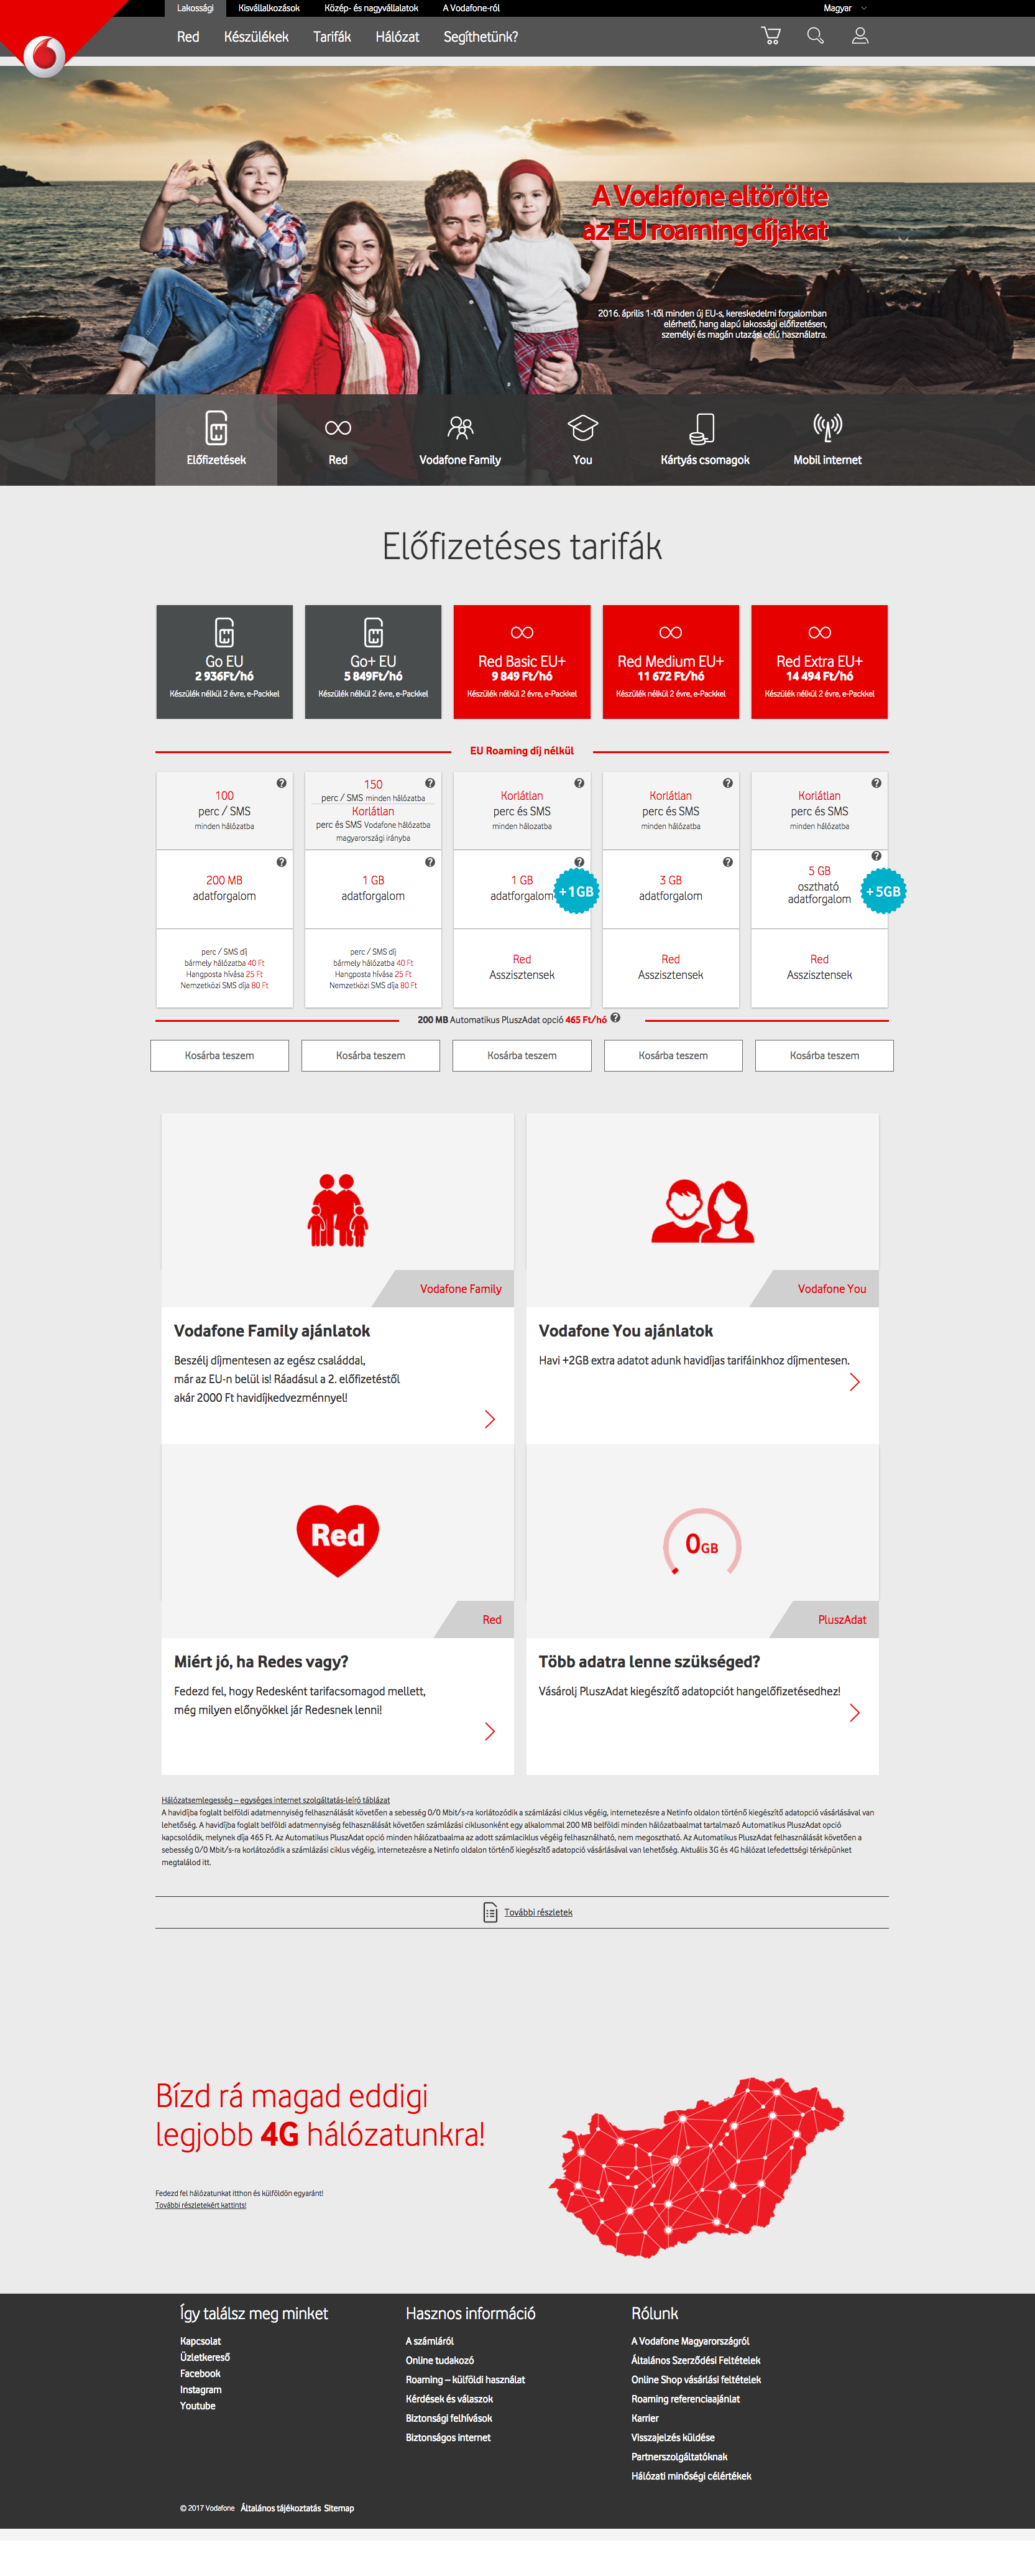 Lakossági
Kisvállalkozások
Közép- és nagyvállalatok
A Vodafone-ról
Magyar
Red
Készülékek
Tarifák
Hálózat
Segíthetünk?
A Vodafone eltörölte
az EU roaming díjakat
2016. április 1-től minden új EU-s, kereskedelmi forgalomban
elérhető, hang alapú lakossági előfizetésen,
személyi és magán utazási célú használatra.
Előfizetések
Red
Vodafone Family
You
Kártyás csomagok
Mobil internet
Előfizetéses tarifák
Go EU
2 936Ft/hó
Készülék nélkül 2 évre, e-Packkel
Go+ EU
5 849Ft/hó
Készülék nélkül 2 évre, e-Packkel
Red Basic EU+
9 849 Ft/hó
Készülék nélkül 2 évre, e-Packkel
Red Medium EU+
11 672 Ft/hó
Készülék nélkül 2 évre, e-Packkel
Red Extra EU+
14 494 Ft/hó
Készülék nélkül 2 évre, e-Packkel
EU Roaming díj nélkül
100
perc / SMS
minden hálózatba
150
perc / SMS minden hálózatba
Korlátlan
perc és SMS Vodafone hálózatba
magyarországi irányba
Korlátlan
perc és SMS
minden hálózatba
Korlátlan
perc és SMS
minden hálózatba
Korlátlan
perc és SMS
minden hálózatba
200 MB
adatforgalom
1 GB
adatforgalom
1 GB
adatforgalom
+1GB
3 GB
adatforgalom
5 GB
osztható
adatforgalom
+5GB
perc / SMS díj
bármely hálózatba 40 Ft
Hangposta hívása 25 Ft
Nemzetközi SMS díja 80 Ft
perc / SMS díj
bármely hálózatba 40 Ft
Hangposta hívása 25 Ft
Nemzetközi SMS díja 80 Ft
Red
Asszisztensek
Red
Asszisztensek
Red
Asszisztensek
200 MB Automatikus PluszAdat opció 465 Ft/hó
Kosárba teszem
Kosárba teszem
Kosárba teszem
Kosárba teszem
Kosárba teszem
Vodafone Family
Vodafone Family ajánlatok
Beszélj díjmentesen az egész családdal,
már az EU-n belül is! Ráadásul a 2. előfizetéstől
akár 2000 Ft havidíjkedvezménnyel!
Vodafone You
Vodafone You ajánlatok
Havi +2GB extra adatot adunk havidíjas tarifáinkhoz díjmentesen.
Red
Red
Miért jó, ha Redes vagy?
Fedezd fel, hogy Redesként tarifacsomagod mellett,
még milyen előnyökkel jár Redesnek lenni!
0GB
PluszAdat
Több adatra lenne szükséged?
Vásárolj PluszAdat kiegészítő adatopciót hangelőfizetésedhez!
Hálózatsemlegesség – egységes internet szolgáltatás-leíró táblázat
A havidíjba foglalt belföldi adatmennyiség felhasználását követően a sebesség 0/0 Mbit/s-ra korlátozódik a számlázási ciklus végéig, internetezésre a Netinfo oldalon történő kiegészítő adatopció vásárlásával van
lehetőség. A havidíjba foglalt belföldi adatmennyiség felhasználását követően számlázási ciklusonként egy alkalommal 200 MB belföldi minden hálózatbaalmat tartalmazó Automatikus PluszAdat opció
kapcsolódik, melynek díja 465 Ft. Az Automatikus PluszAdat opció minden hálózatbaalma az adott számlaciklus végéig felhasználható, nem megosztható. Az Automatikus PluszAdat felhasználását követően a
sebesség 0/0 Mbit/s-ra korlátozódik a számlázási ciklus végéig, internetezésre a Netinfo oldalon történő kiegészítő adatopció vásárlásával van lehetőség. Aktuális 3G és 4G hálózat lefedettségi térképünket
megtalálod itt.
További részletek
Bízd rá magad eddigi
legjobb 4G hálózatunkra!
Fedezd fel hálózatunkat itthon és külföldön egyaránt!
További részletekért kattints!
Így találsz meg minket
Kapcsolat
Üzletkereső
Facebook
Instagram
Youtube
Hasznos információ
A számláról
Online tudakozó
Roaming – külföldi használat
Kérdések és válaszok
Biztonsági felhívások
Biztonságos internet
Rólunk
A Vodafone Magyarországról
Általános Szerződési Feltételek
Online Shop vásárlási feltételek
Roaming referenciaajánlat
Karrier
Visszajelzés küldése
Partnerszolgáltatóknak
Hálózati minőségi célértékek
© 2017 Vodafone Általános tájékoztatás Sitemap